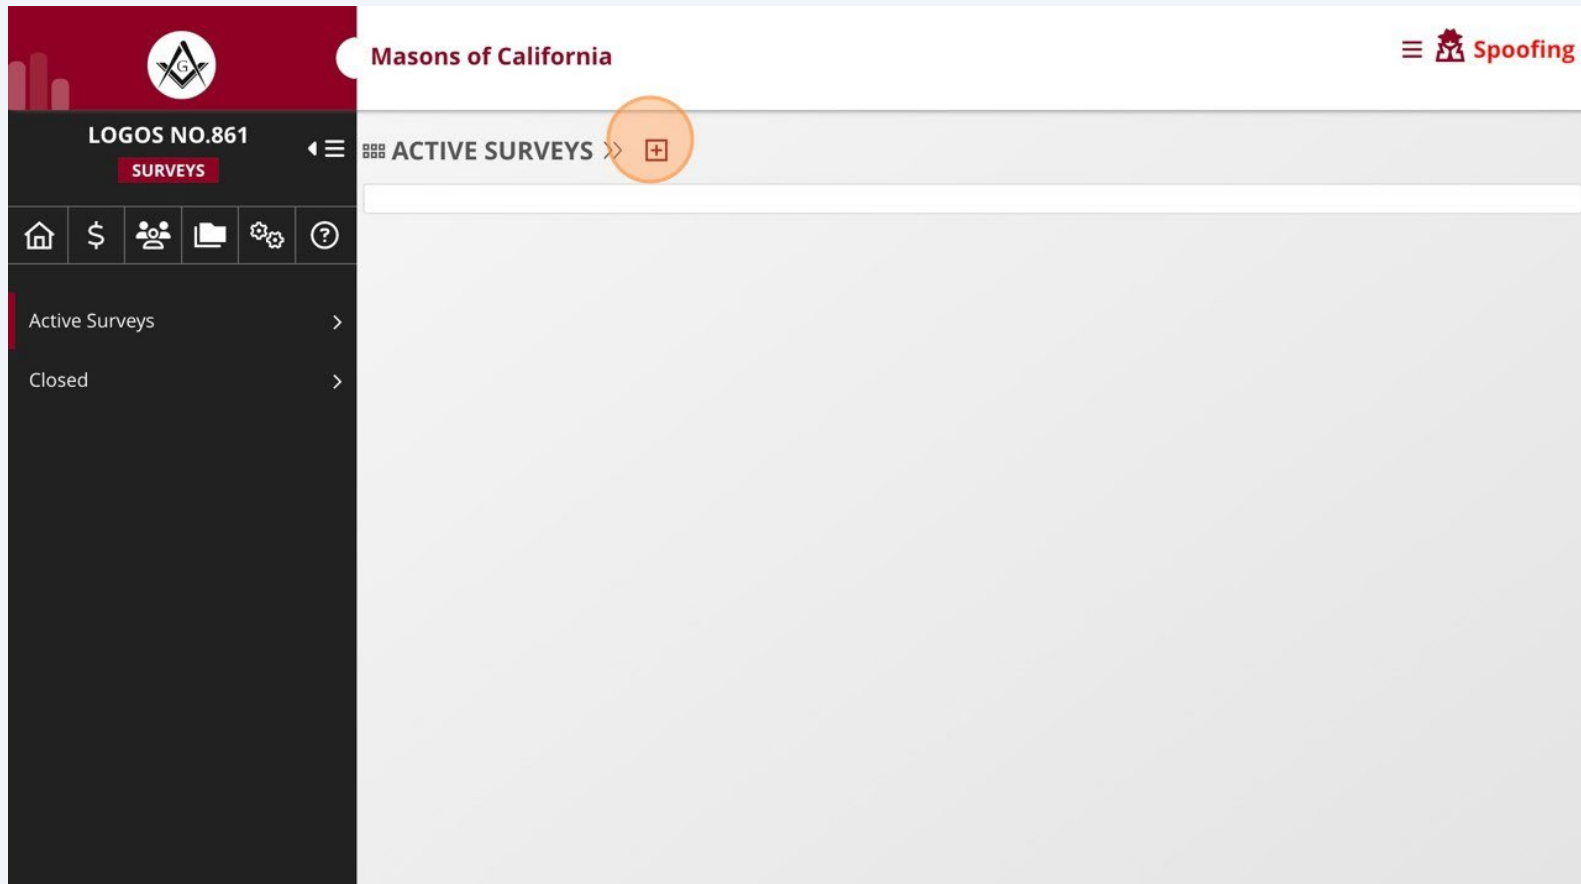 G
Masons of California
Spoofing
LOGOS NO.861
SURVEYS
ACTIVE SURVEYS
$
?
Active Surveys
Closed